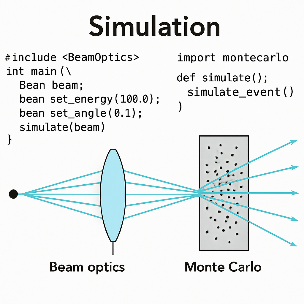 Simulation
#include <BeamOptics>
int main (\
Bean beam;
bean set_energy(100.0);
bean set_angle(0.1);
simulate(beam)
}
import montecarlo
def simulate();
simulate_event()
)
Beam optics
Monte Carlo